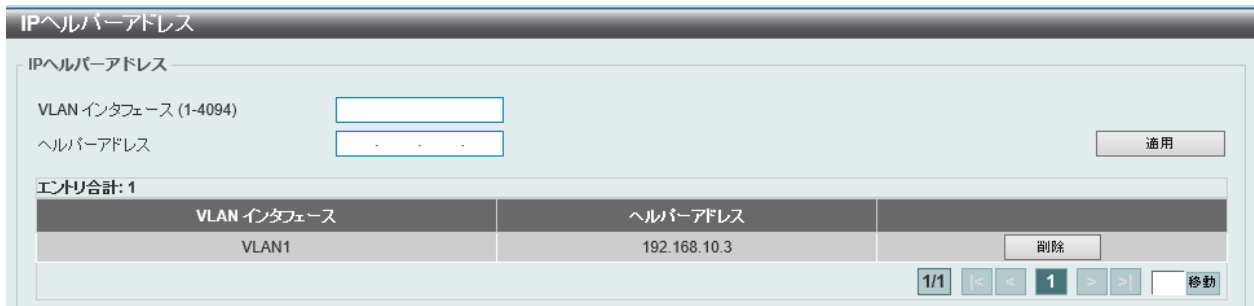 IPヘルパーアドレス
IPヘルパーアドレス
VLAN インタフェース (1-4094)
ヘルパーアドレス . . . 適用
エントリ合計: 1
VLAN インタフェース ヘルパーアドレス
VLAN1 192.168.10.3 削除
1/1 |< < 1 > >| 移動